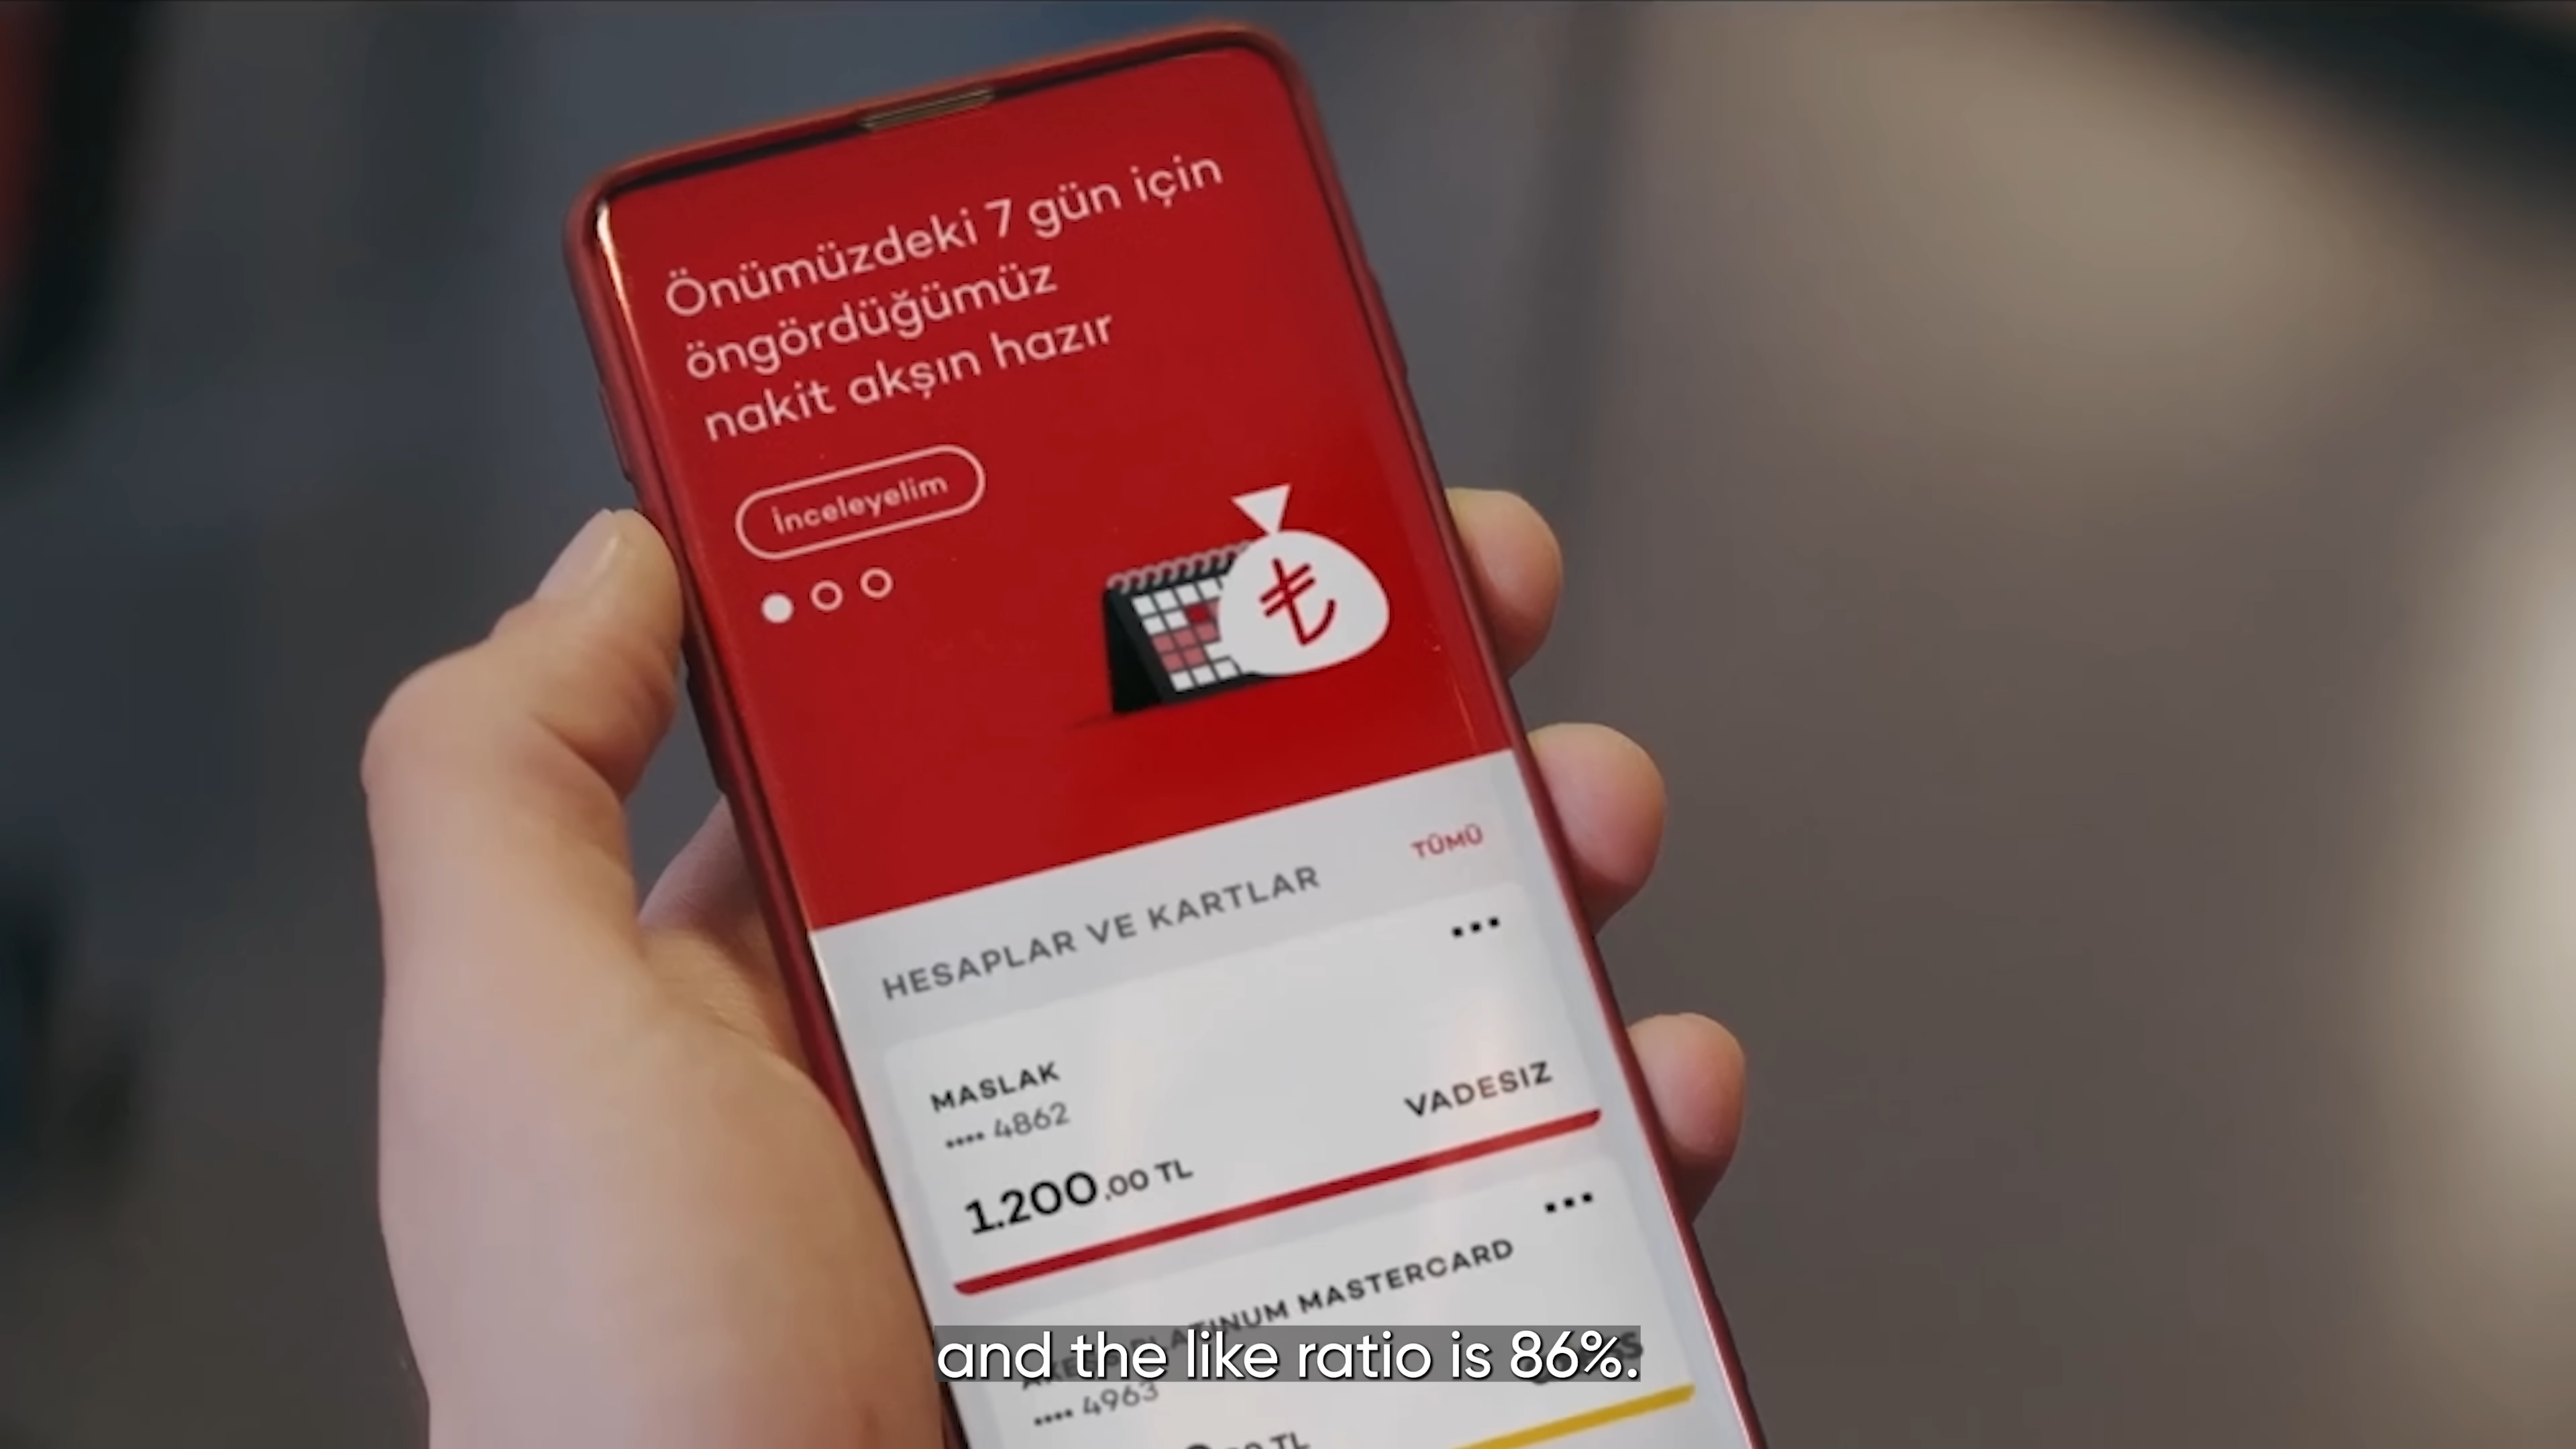 Önümüzdeki 7 gün için
öngördüğümüz
nakit akşın hazır
İnceleyelim
₺
HESAPLAR VE KARTLAR
TÜMÜ
MASLAK
•••• 4862
VADESIZ
1.200,00 TL
PLATINUM MASTERCARD
and the like ratio is 86%.
•••• 4963
TL